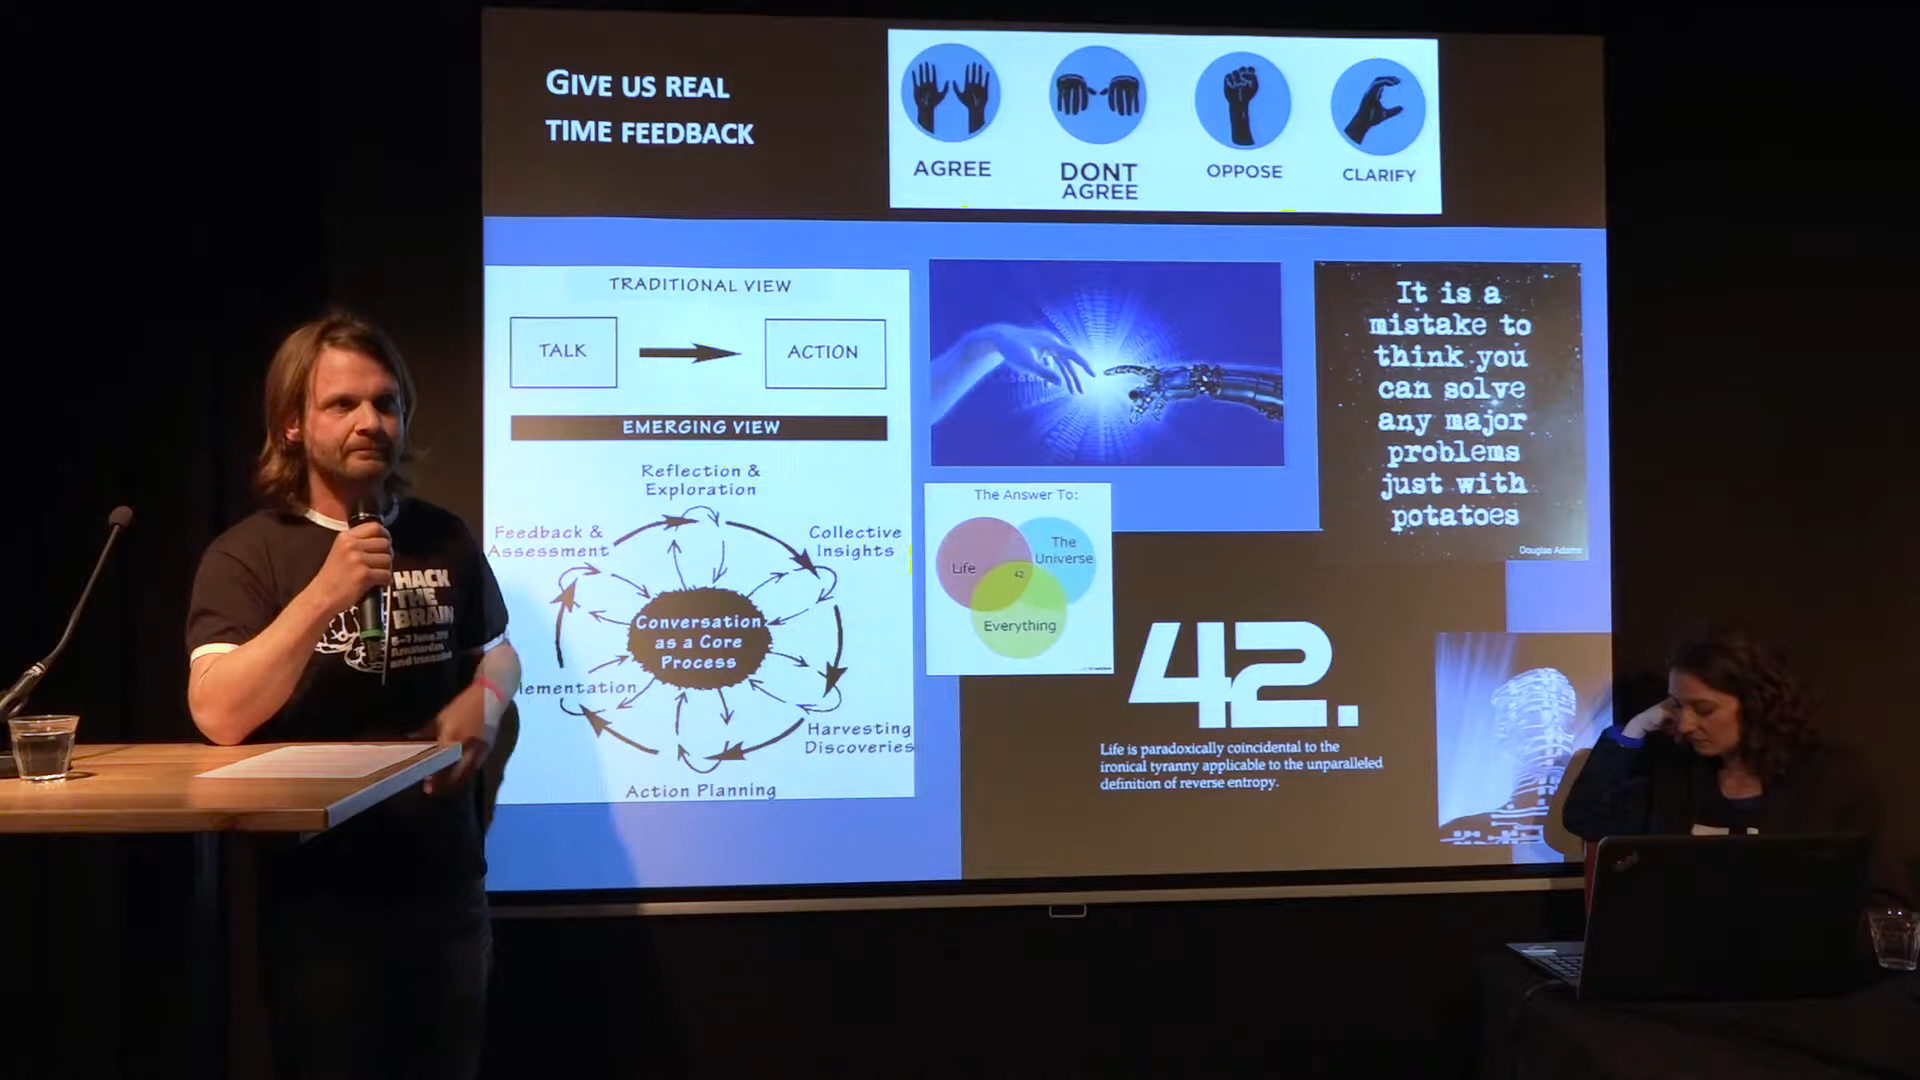 GIVE US REAL
TIME FEEDBACK
AGREE
DONT
AGREE
OPPOSE
CLARIFY
TRADITIONAL VIEW
TALK
ACTION
EMERGING VIEW
Reflection &
Exploration
Feedback &
Assessment
Collective
Insights
Conversation
as a Core
Process
lementation
Harvesting
Discoveries
Action Planning
It is a
mistake to
think you
can solve
any major
problems
just with
potatoes
Douglas Adams
The Answer To:
Life
The
Universe
42
Everything
42.
Life is paradoxically coincidental to the
ironical tyranny applicable to the unparalleled
definition of reverse entropy.
HACK
THE
BRAIN
Amsterdam